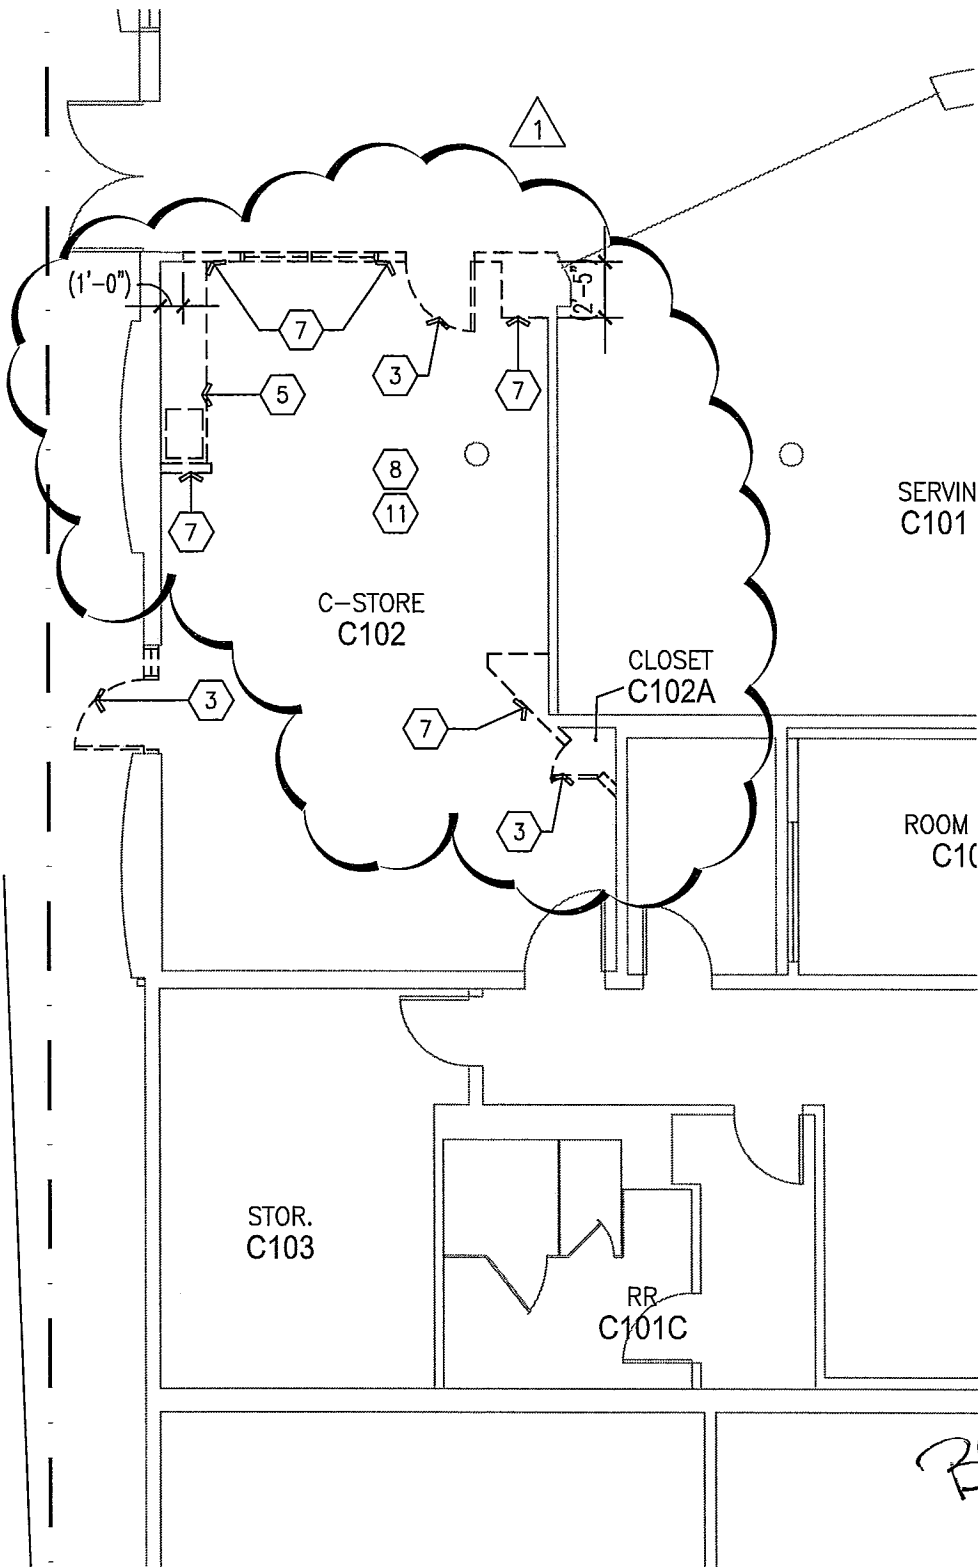 1
(1'-0")
(2'-5")
7
3
7
5
8
11
7
SERVIN
C101
C-STORE
C102
CLOSET
C102A
3
7
3
ROOM
C10
STOR.
C103
RR
C101C